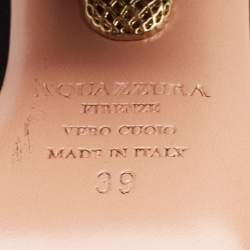 AQUAZZURA
FIRENZE
VERO CUOIO
MADE IN ITALY
39